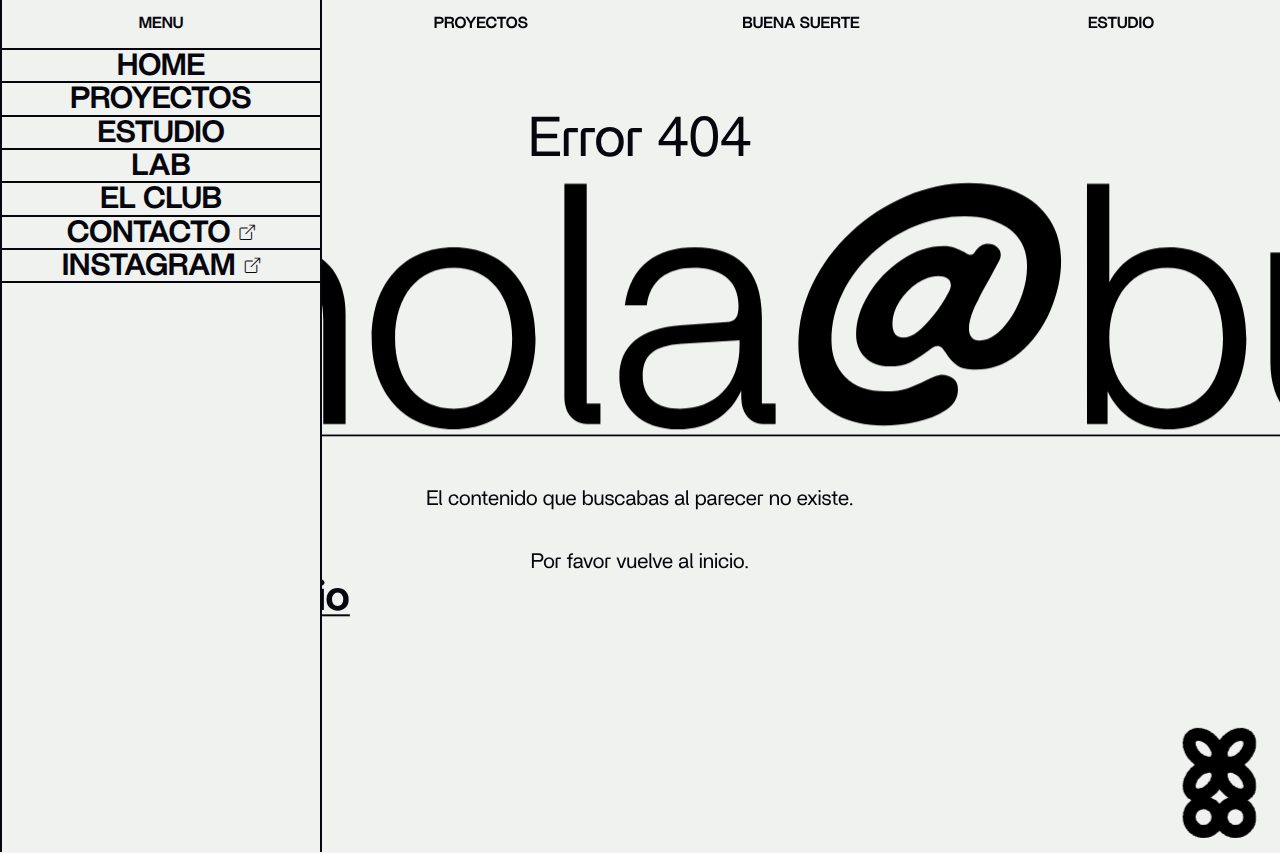 MENU
PROYECTOS
BUENA SUERTE
ESTUDIO
HOME
PROYECTOS
ESTUDIO
LAB
EL CLUB
CONTACTO
INSTAGRAM
Error 404
hola@bu
El contenido que buscabas al parecer no existe.
Por favor vuelve al inicio.
io